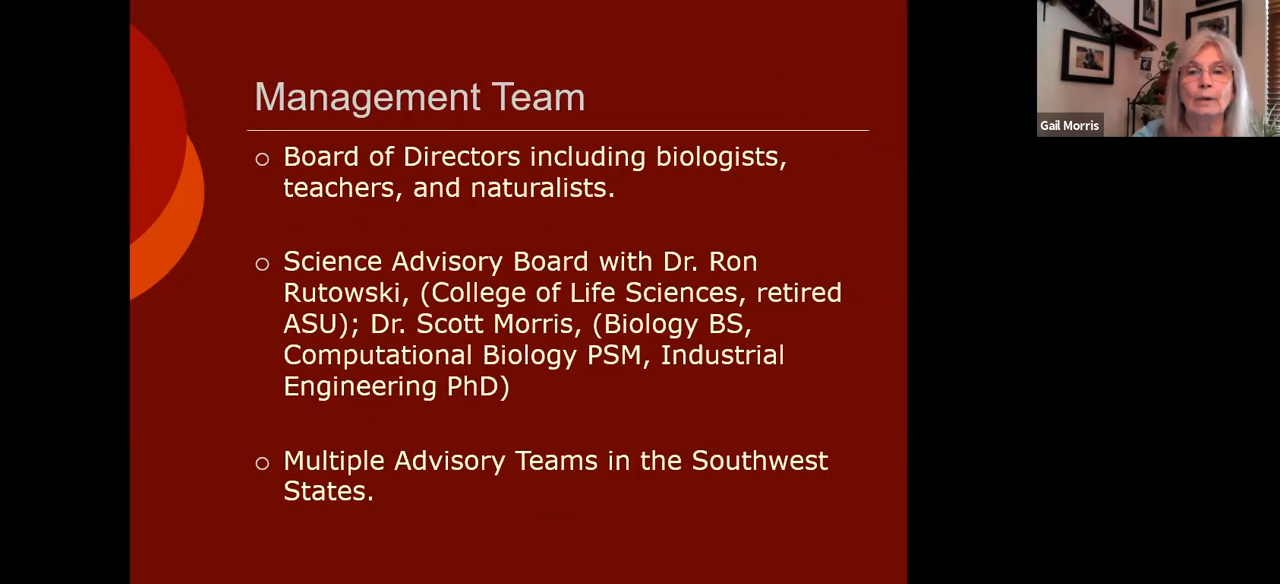 Management Team
Board of Directors including biologists,
teachers, and naturalists.
Science Advisory Board with Dr. Ron
Rutowski, (College of Life Sciences, retired
ASU); Dr. Scott Morris, (Biology BS,
Computational Biology PSM, Industrial
Engineering PhD)
Multiple Advisory Teams in the Southwest
States.
Gail Morris